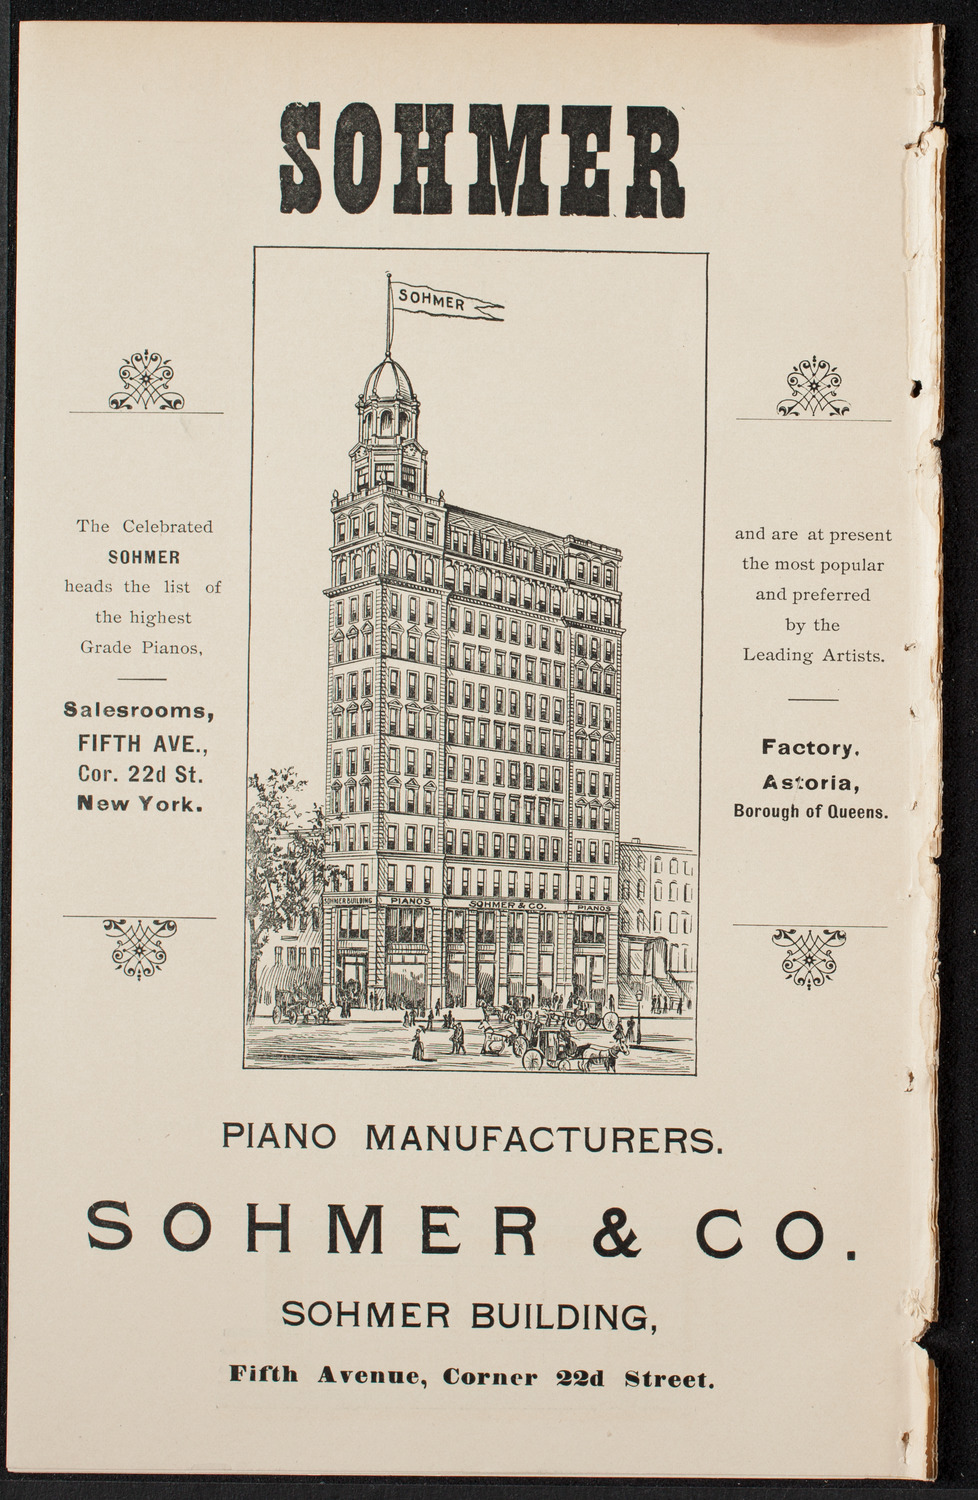 SOHMER
SOHMER
The Celebrated
SOHMER
heads the list of
the highest
Grade Pianos,
Salesrooms,
FIFTH AVE.,
Cor. 22d St.
New York.
and are at present
the most popular
and preferred
by the
Leading Artists.
Factory.
Astoria,
Borough of Queens.
SOHMER BUILDING PIANOS SOHMER & CO. PIANOS
PIANO MANUFACTURERS.
SOHMER & CO.
SOHMER BUILDING,
Fifth Avenue, Corner 22d Street.